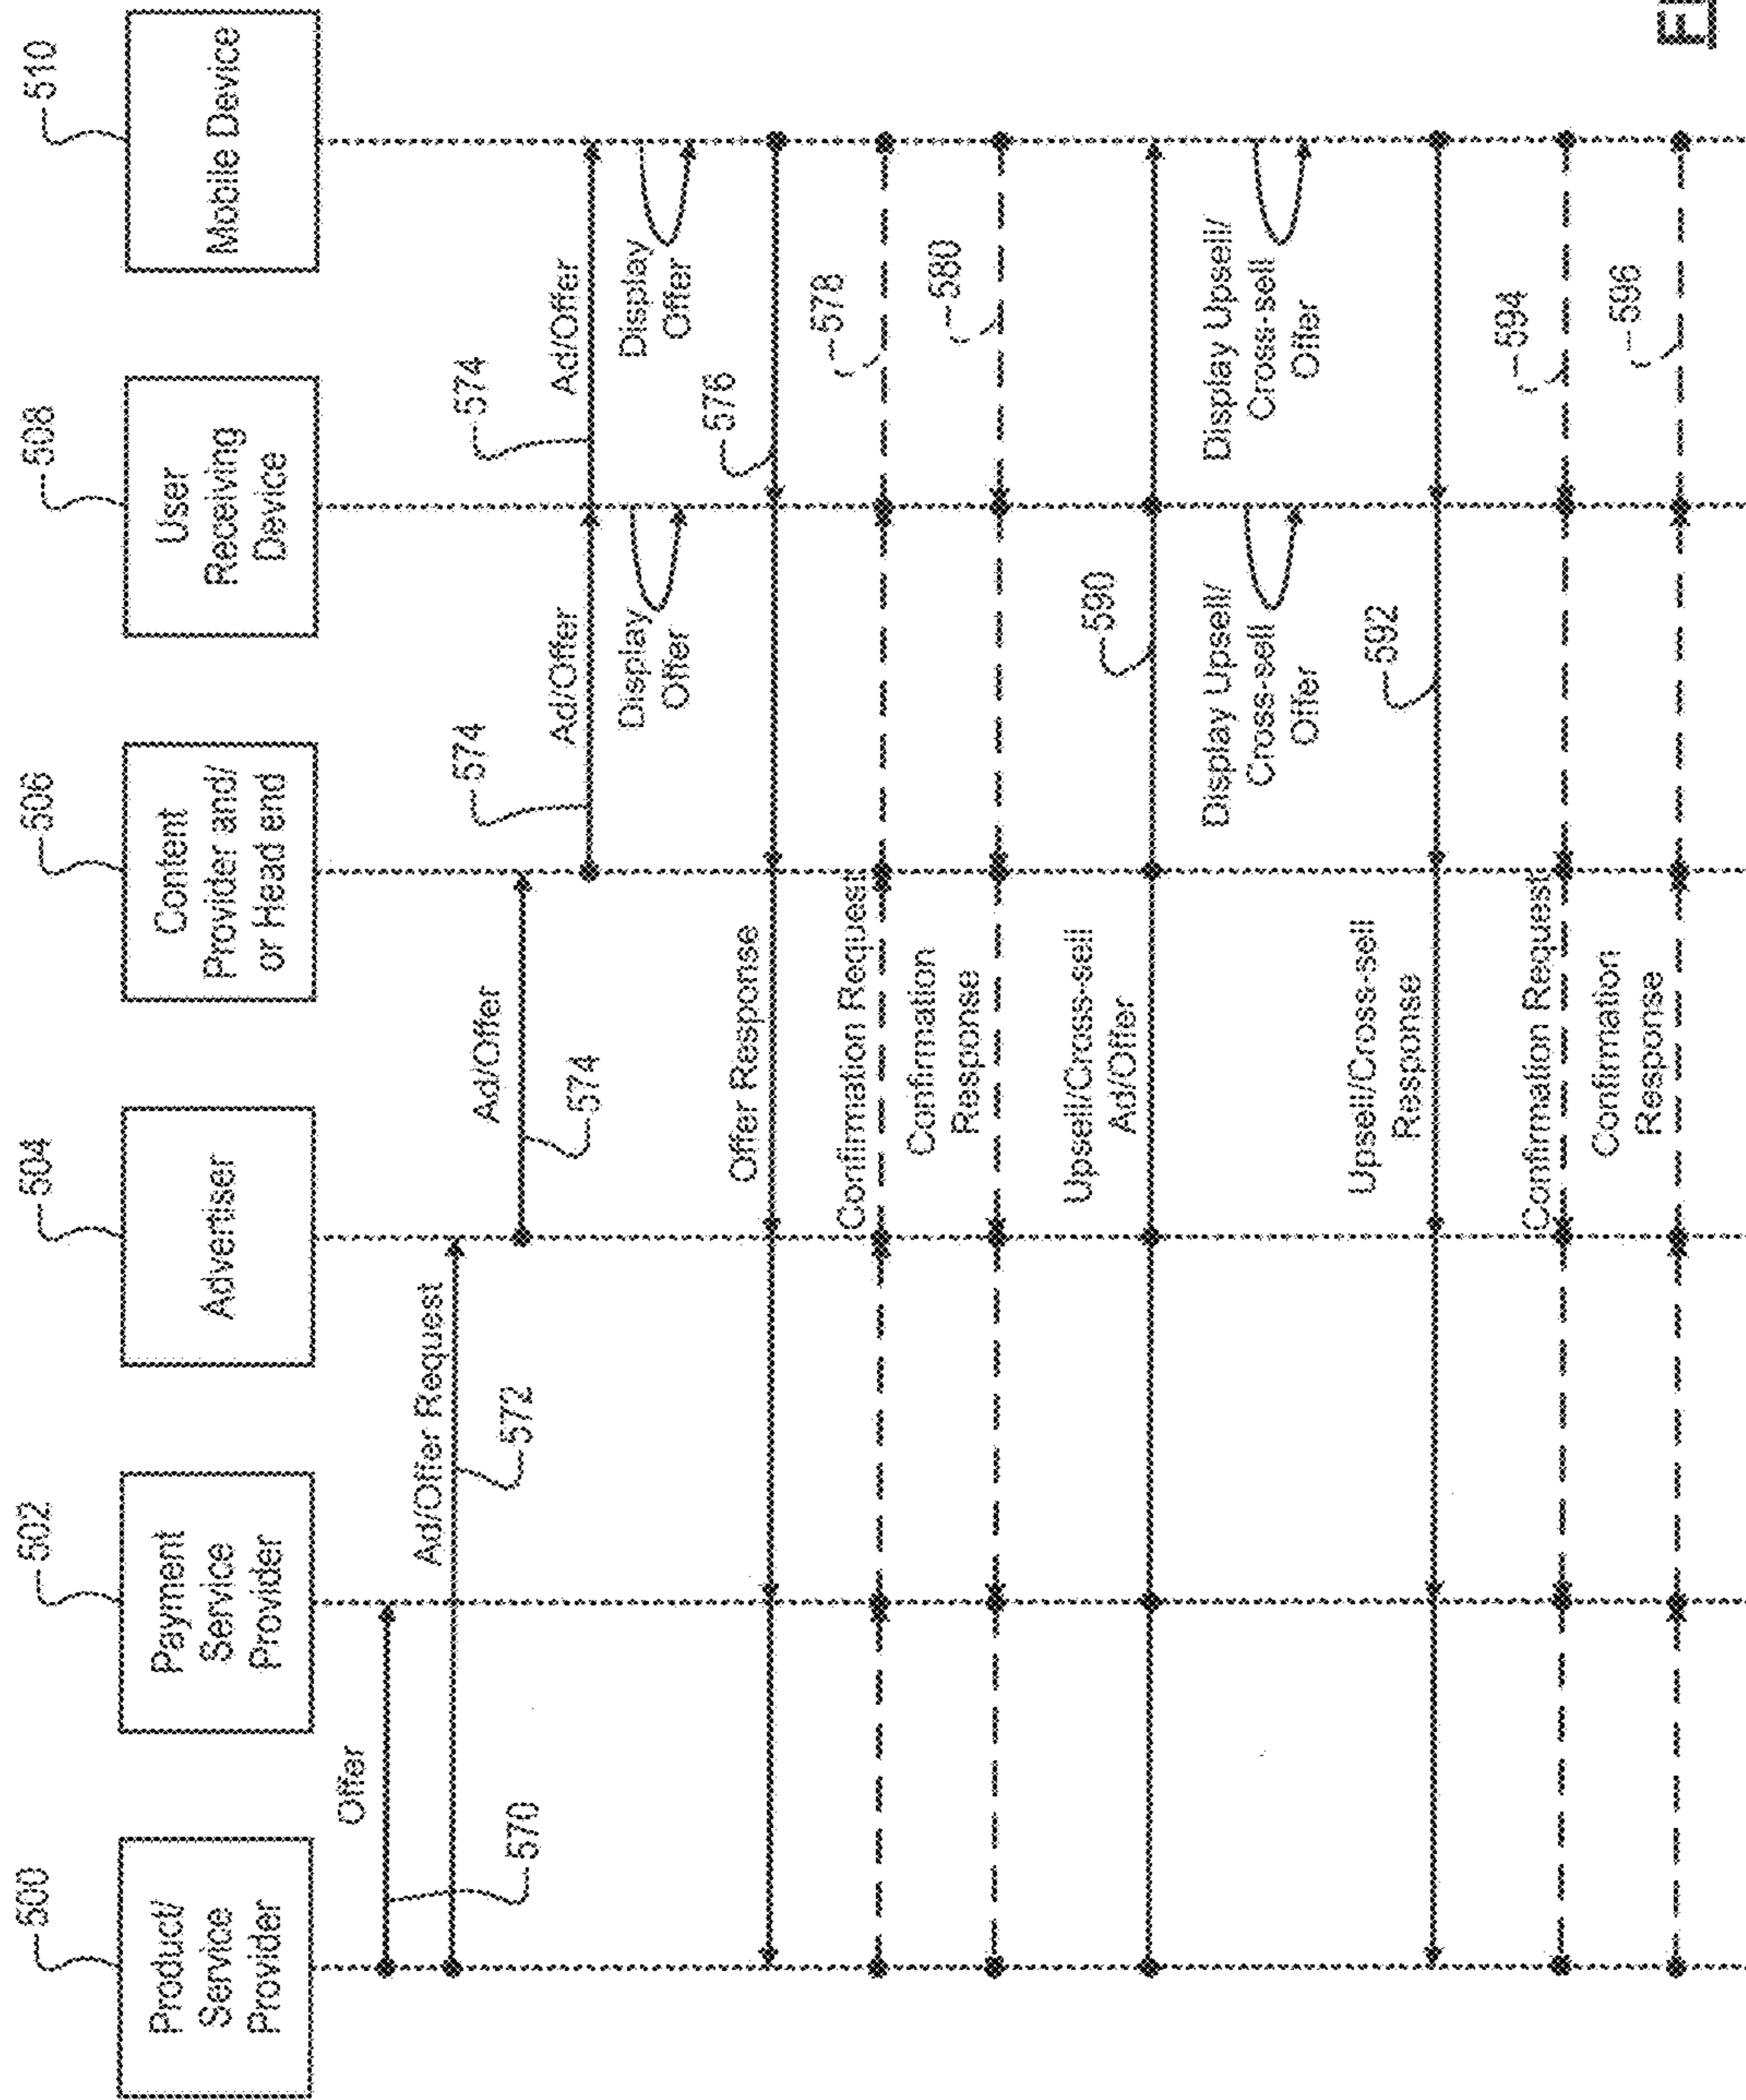 500
502
504
506
508
510
Product/
Service
Provider
Payment
Service
Provider
Advertiser
Content
Provider and/
or Head end
User
Receiving
Device
Mobile Device
Offer
Ad/Offer Request
570
572
Ad/Offer
574
574
Ad/Offer
574
Ad/Offer
Display
Offer
Display
Offer
576
Offer Response
578
Confirmation Request
580
Confirmation
Response
590
Upsell/Cross-sell
Ad/Offer
Display Upsell/
Cross-sell
Offer
Display Upsell/
Cross-sell
Offer
592
Upsell/Cross-sell
Response
594
Confirmation Request
596
Confirmation
Response